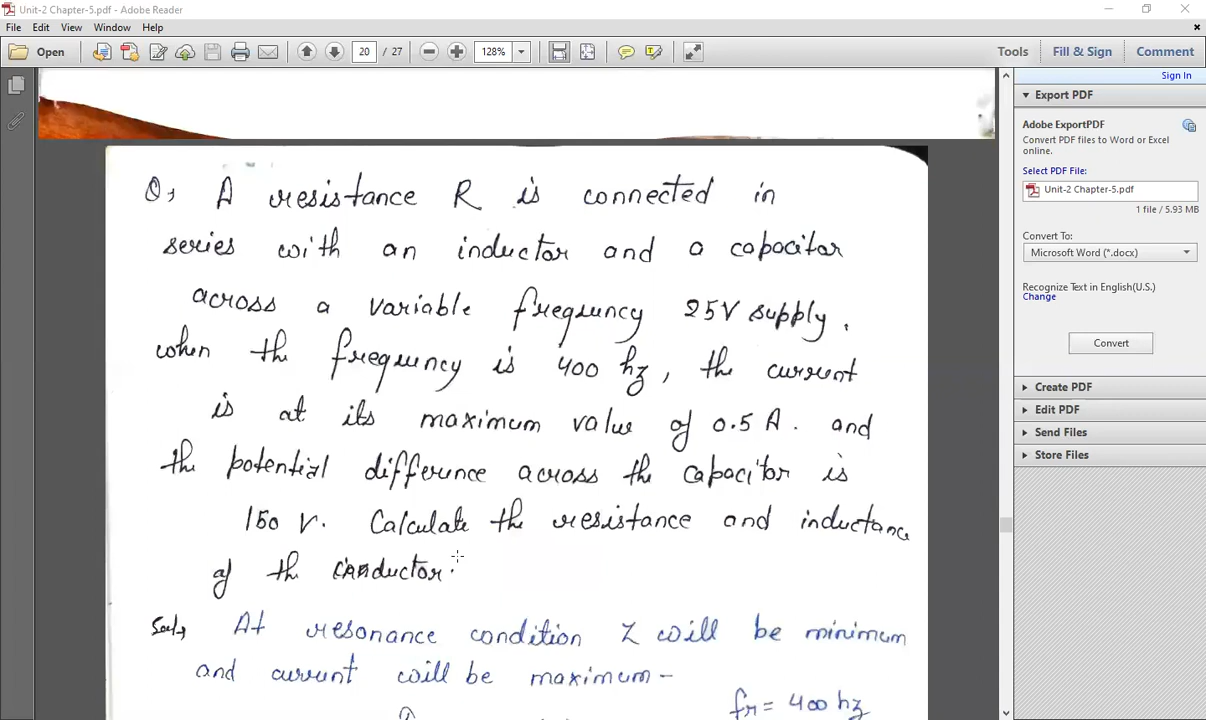 Unit-2 Chapter-5.pdf - Adobe Reader
File Edit View Window Help
Open 20 / 27 128% Tools Fill & Sign Comment
Sign In
Export PDF
Adobe ExportPDF
Convert PDF files to Word or Excel
online.
Select PDF File:
Unit-2 Chapter-5.pdf
1 file / 5.93 MB
Convert To:
Microsoft Word (*.docx)
Recognize Text in English(U.S.)
Change
Convert
Create PDF
Edit PDF
Send Files
Store Files
Q, A resistance R is connected in
series with an inductor and a capacitor
across a variable frequency 25V supply.
when the frequency is 400 hz, the current
is at its maximum value of 0.5 A. and
the potential difference across the capacitor is
150 V. Calculate the resistance and inductance
of the
At resonance condition Z will be minimum
and current will be maximum -
fr = 400 hz